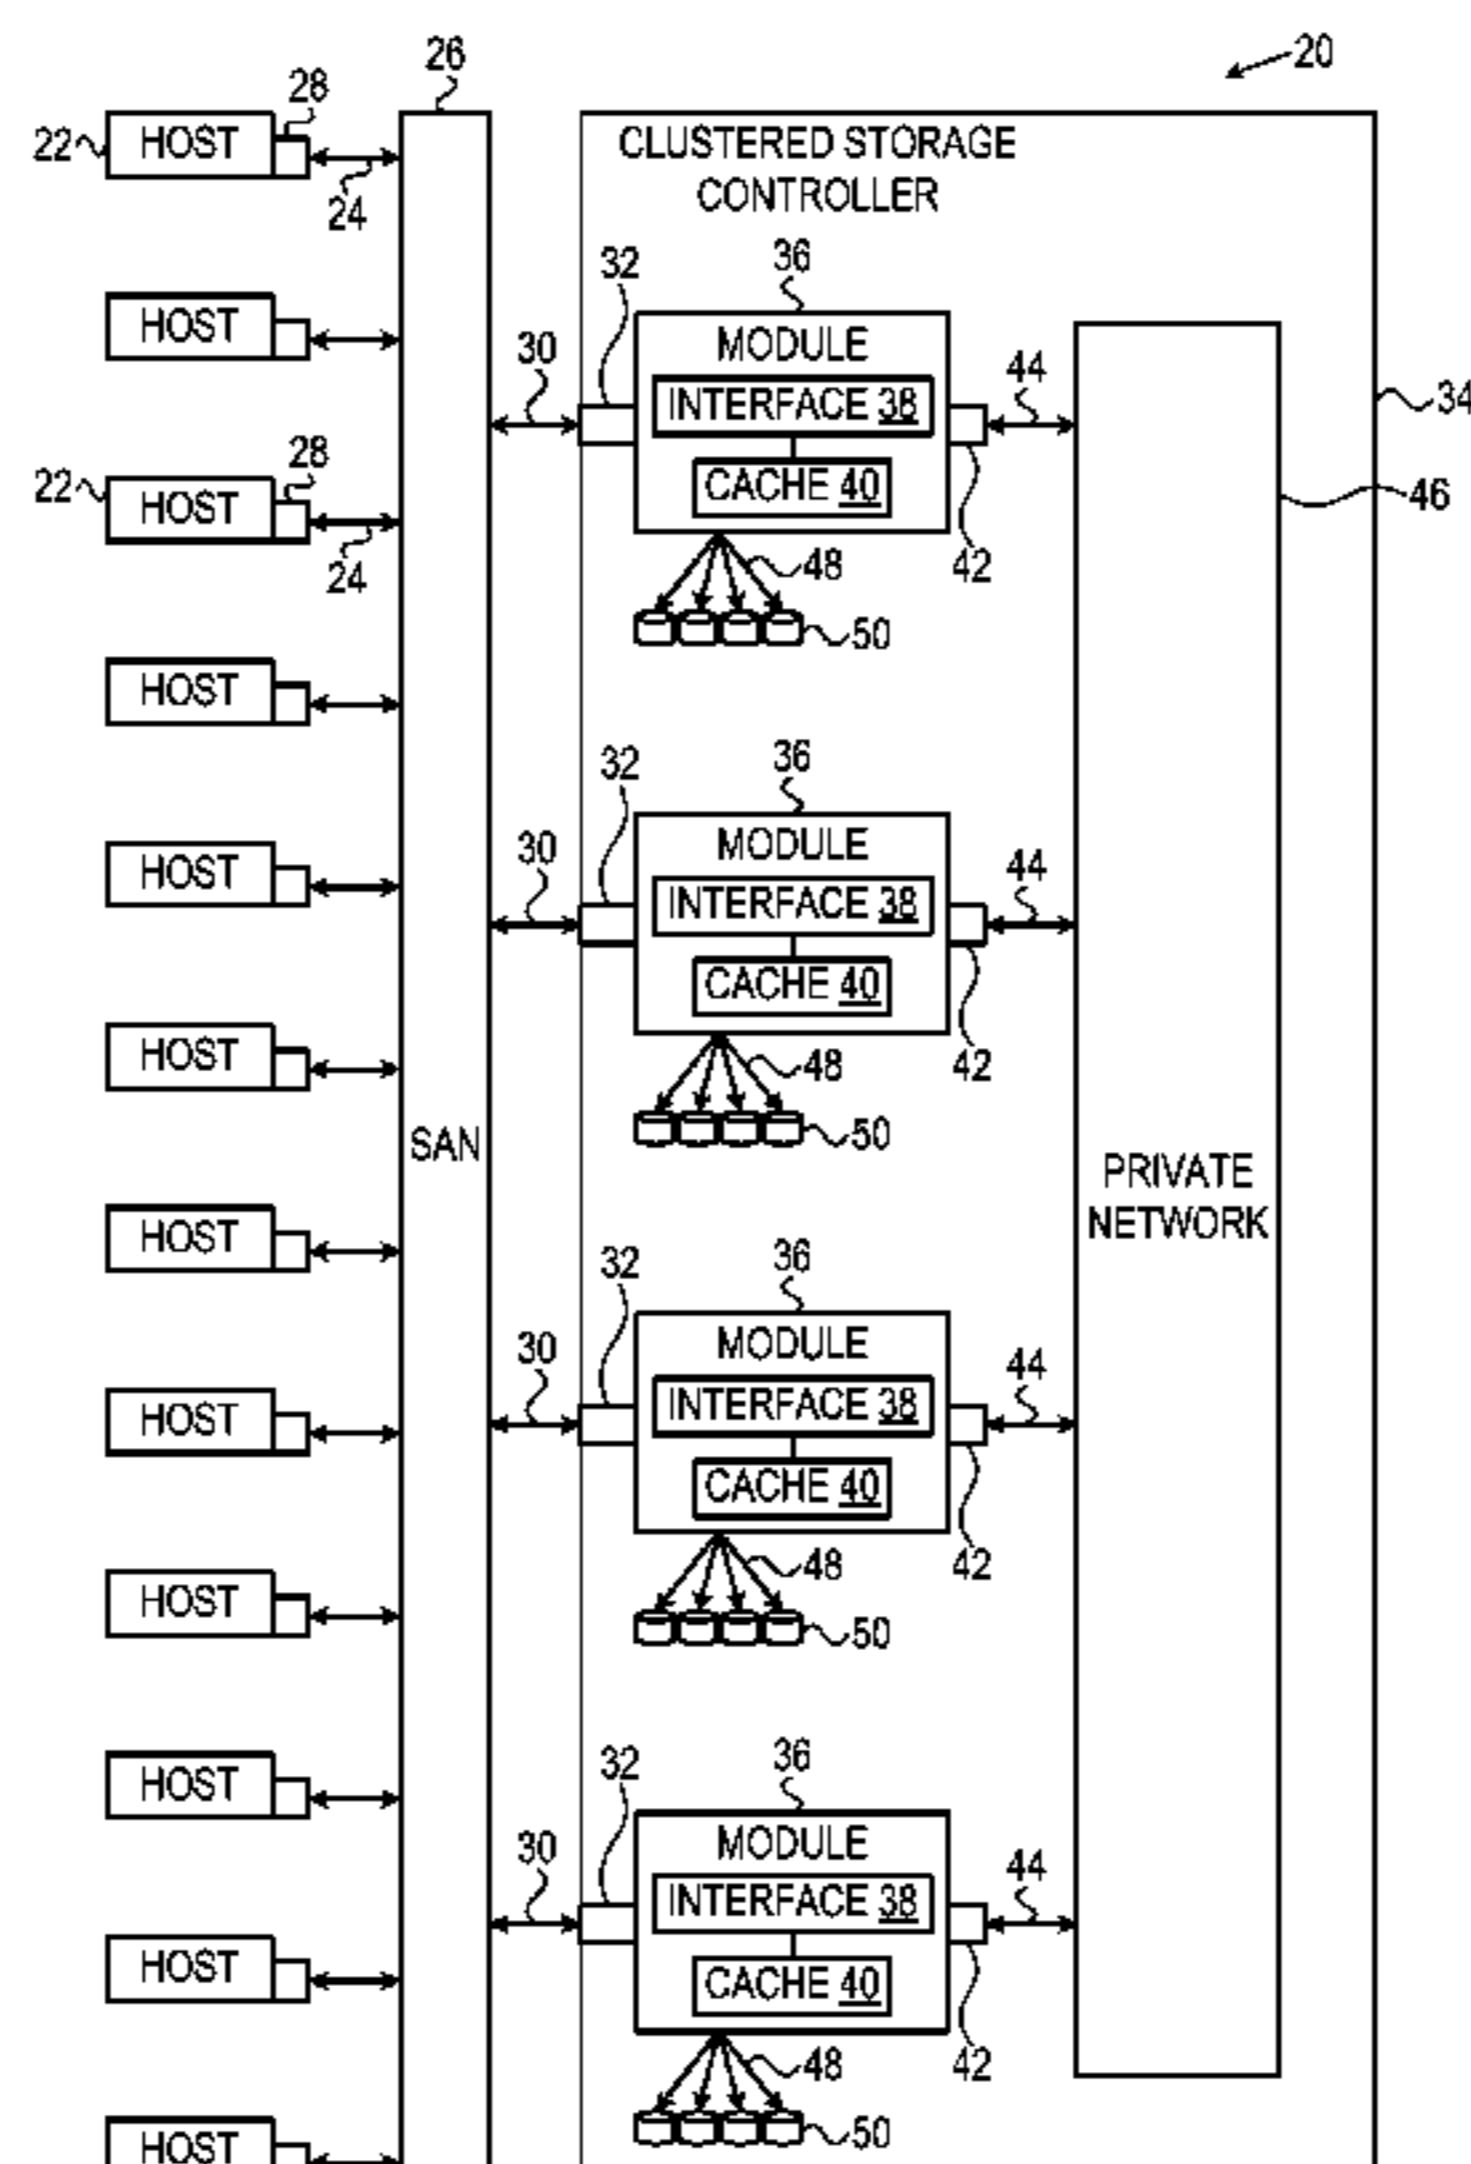 26
20
28
22 HOST
CLUSTERED STORAGE
CONTROLLER
24
36
32
HOST
MODULE
30
44
INTERFACE 38
34
28
22 HOST
CACHE 40
46
24
48
42
50
HOST
36
32
MODULE
30
44
HOST
INTERFACE 38
CACHE 40
HOST
48
42
50
SAN
PRIVATE
NETWORK
HOST
36
32
MODULE
30
44
HOST
INTERFACE 38
CACHE 40
48
42
HOST
50
36
32
HOST
MODULE
30
44
INTERFACE 38
HOST
CACHE 40
48
42
50
HOST